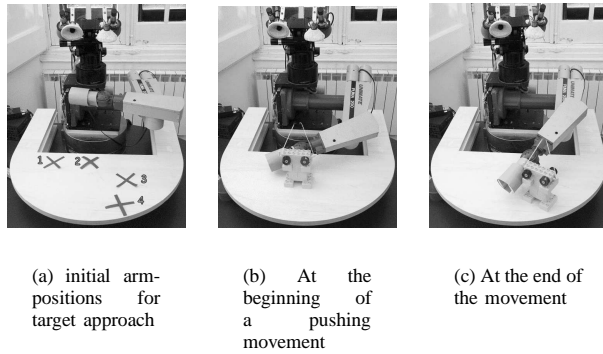 1
2
3
4
(a) initial arm-
positions for
target approach
(b) At the
beginning of
a pushing
movement
(c) At the end of
the movement